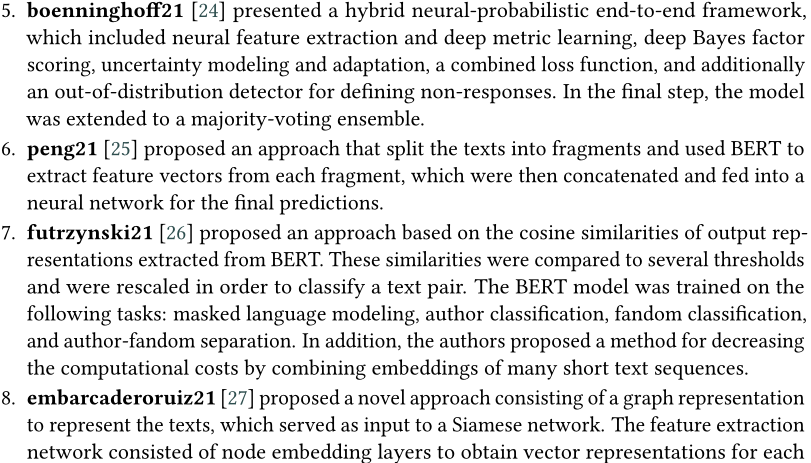 5. boenninghoff21 [24] presented a hybrid neural-probabilistic end-to-end framework,
which included neural feature extraction and deep metric learning, deep Bayes factor
scoring, uncertainty modeling and adaptation, a combined loss function, and additionally
an out-of-distribution detector for defining non-responses. In the final step, the model
was extended to a majority-voting ensemble.
6. peng21 [25] proposed an approach that split the texts into fragments and used BERT to
extract feature vectors from each fragment, which were then concatenated and fed into a
neural network for the final predictions.
7. futrzynski21 [26] proposed an approach based on the cosine similarities of output rep-
resentations extracted from BERT. These similarities were compared to several thresholds
and were rescaled in order to classify a text pair. The BERT model was trained on the
following tasks: masked language modeling, author classification, fandom classification,
and author-fandom separation. In addition, the authors proposed a method for decreasing
the computational costs by combining embeddings of many short text sequences.
8. embarcaderoruiz21 [27] proposed a novel approach consisting of a graph representation
to represent the texts, which served as input to a Siamese network. The feature extraction
network consisted of node embedding layers to obtain vector representations for each